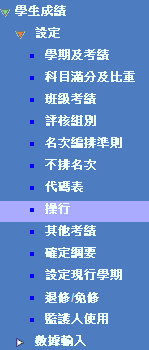 學生成績
設定
學期及考績
科目滿分及比重
班級考績
評核組別
名次編排準則
不排名次
代碼表
操行
其他考績
確定綱要
設定現行學期
退修/免修
監護人使用
數據輸入